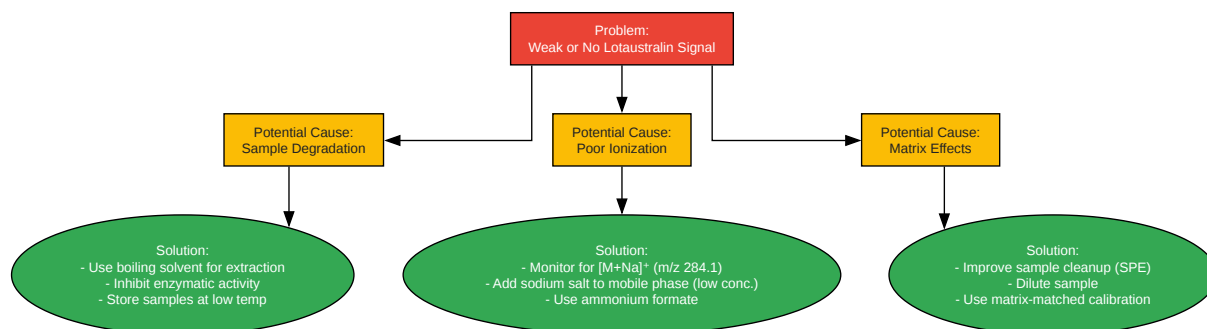 Problem:
Weak or No Lotaustralin Signal
Potential Cause:
Sample Degradation
Potential Cause:
Poor Ionization
Potential Cause:
Matrix Effects
Solution:
- Use boiling solvent for extraction
- Inhibit enzymatic activity
- Store samples at low temp
Solution:
- Monitor for [M+Na]⁺ (m/z 284.1)
- Add sodium salt to mobile phase (low conc.)
- Use ammonium formate
Solution:
- Improve sample cleanup (SPE)
- Dilute sample
- Use matrix-matched calibration